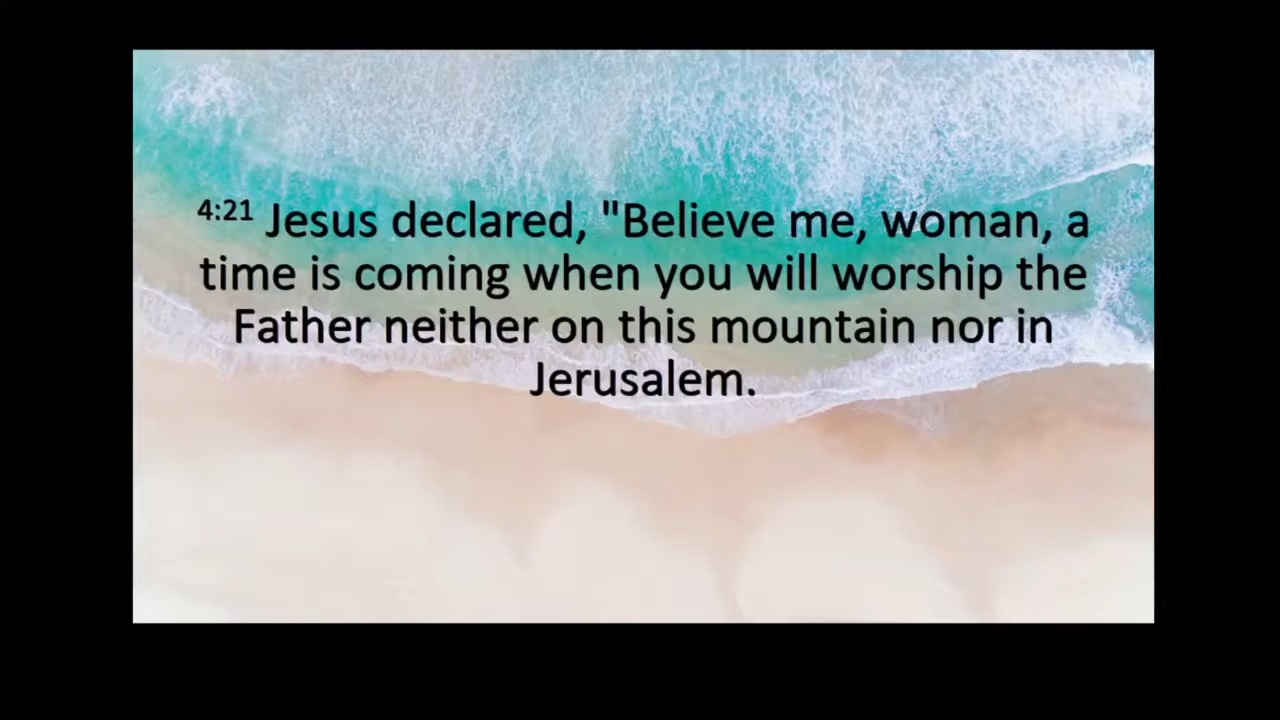 4:21 Jesus declared, "Believe me, woman, a
time is coming when you will worship the
Father neither on this mountain nor in
Jerusalem.